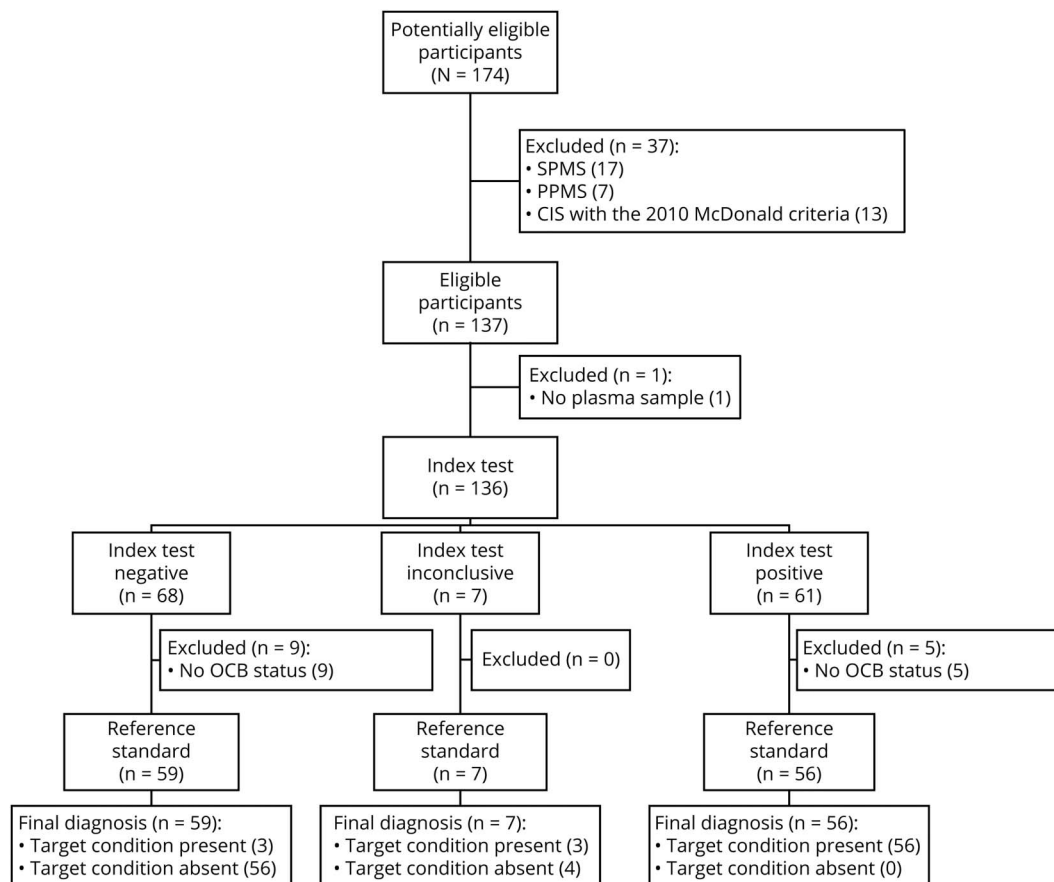 Potentially eligible
participants
(N = 174)
Excluded (n = 37):
• SPMS (17)
• PPMS (7)
• CIS with the 2010 McDonald criteria (13)
Eligible
participants
(n = 137)
Excluded (n = 1):
• No plasma sample (1)
Index test
(n = 136)
Index test
negative
(n = 68)
Index test
inconclusive
(n = 7)
Index test
positive
(n = 61)
Excluded (n = 9):
• No OCB status (9)
Excluded (n = 0)
Excluded (n = 5):
• No OCB status (5)
Reference
standard
(n = 59)
Reference
standard
(n = 7)
Reference
standard
(n = 56)
Final diagnosis (n = 59):
• Target condition present (3)
• Target condition absent (56)
Final diagnosis (n = 7):
• Target condition present (3)
• Target condition absent (4)
Final diagnosis (n = 56):
• Target condition present (56)
• Target condition absent (0)